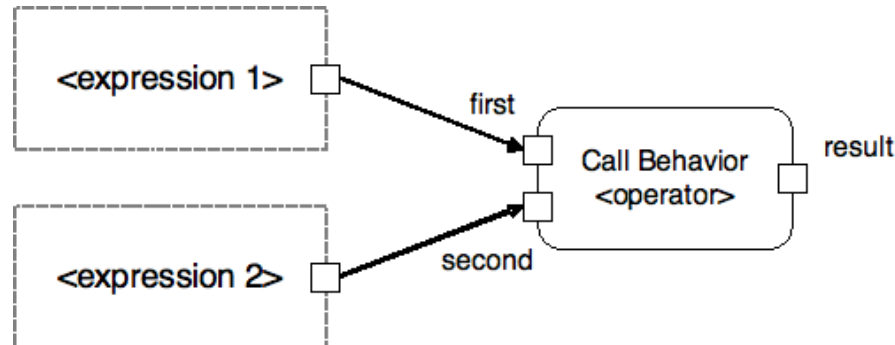 <expression 1>
first
Call Behavior
<operator>
result
<expression 2>
second